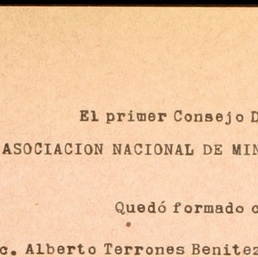 El primer Consejo D
ASOCIACION NACIONAL DE MIN
Quedó formado c
c. Alberto Terrones Benitez